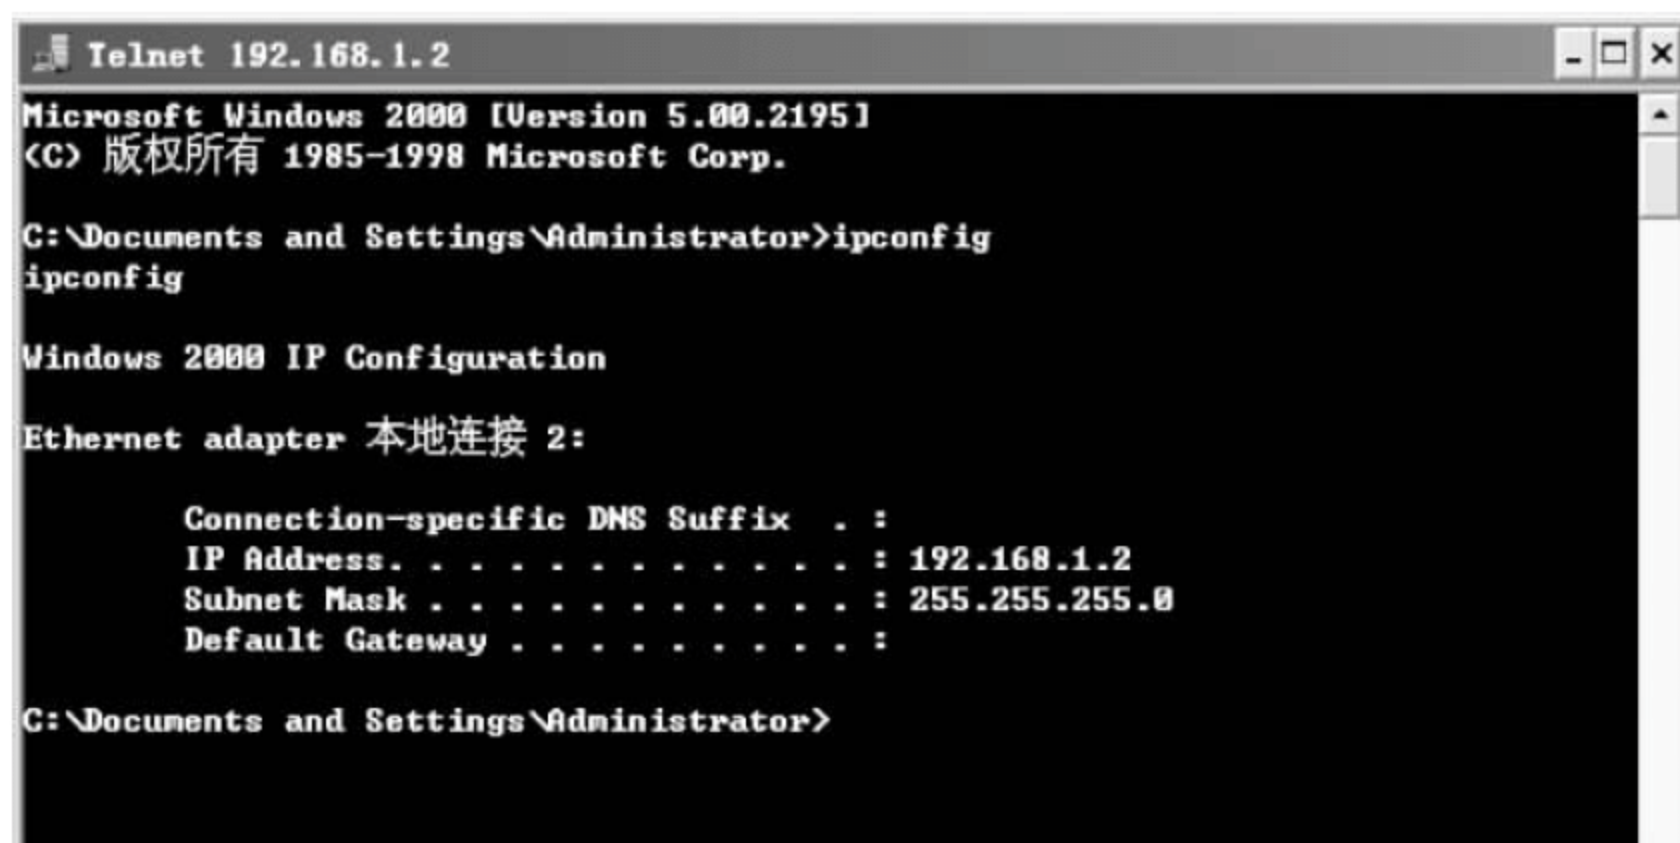 Telnet 192.168.1.2
Microsoft Windows 2000 [Version 5.00.2195]
(C) 版权所有 1985-1998 Microsoft Corp.
C:\Documents and Settings\Administrator>ipconfig
ipconfig
Windows 2000 IP Configuration
Ethernet adapter 本地连接 2:
Connection-specific DNS Suffix  . :
IP Address. . . . . . . . . . . . : 192.168.1.2
Subnet Mask . . . . . . . . . . . : 255.255.255.0
Default Gateway . . . . . . . . . :
C:\Documents and Settings\Administrator>